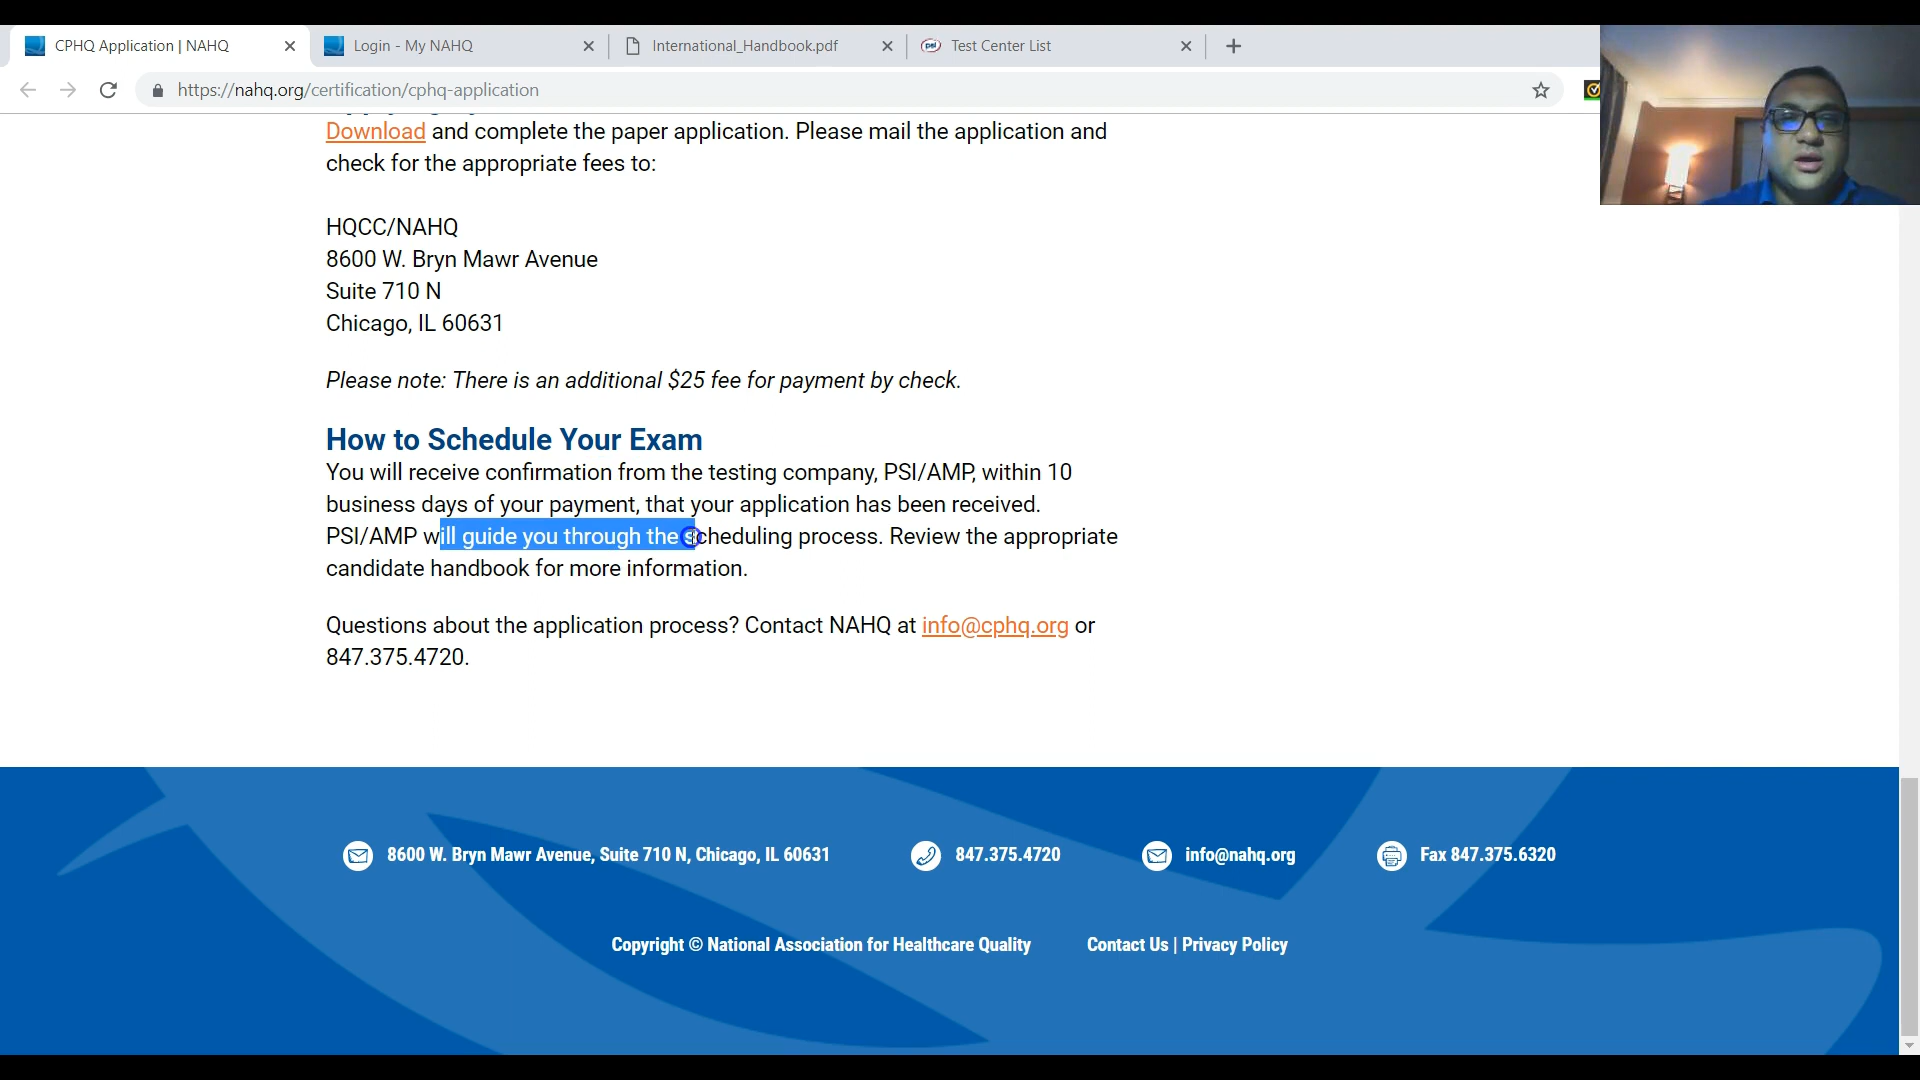 CPHQ Application | NAHQ
Login - My NAHQ
International_Handbook.pdf
psi
Test Center List
https://nahq.org/certification/cphq-application
Download and complete the paper application. Please mail the application and
check for the appropriate fees to:
HQCC/NAHQ
8600 W. Bryn Mawr Avenue
Suite 710 N
Chicago, IL 60631
Please note: There is an additional $25 fee for payment by check.
How to Schedule Your Exam
You will receive confirmation from the testing company, PSI/AMP, within 10
business days of your payment, that your application has been received.
PSI/AMP will guide you through the scheduling process. Review the appropriate
candidate handbook for more information.
Questions about the application process? Contact NAHQ at info@cphq.org or
847.375.4720.
8600 W. Bryn Mawr Avenue, Suite 710 N, Chicago, IL 60631
847.375.4720
info@nahq.org
Fax 847.375.6320
Copyright © National Association for Healthcare Quality
Contact Us | Privacy Policy